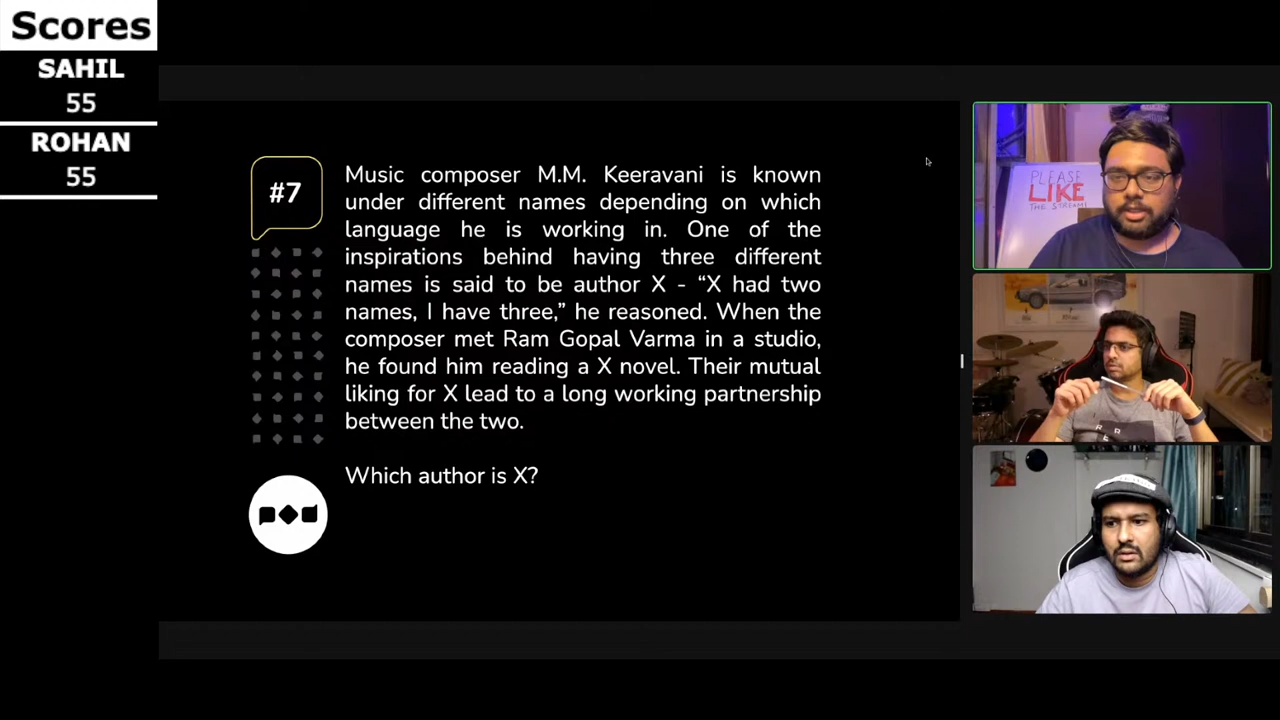 Scores
SAHIL
55
ROHAN
55
#7
Music composer M.M. Keeravani is known
under different names depending on which
language he is working in. One of the
inspirations behind having three different
names is said to be author X - “X had two
names, I have three,” he reasoned. When the
composer met Ram Gopal Varma in a studio,
he found him reading a X novel. Their mutual
liking for X lead to a long working partnership
between the two.
Which author is X?
pod
PLEASE
LIKE
THE STREAM!